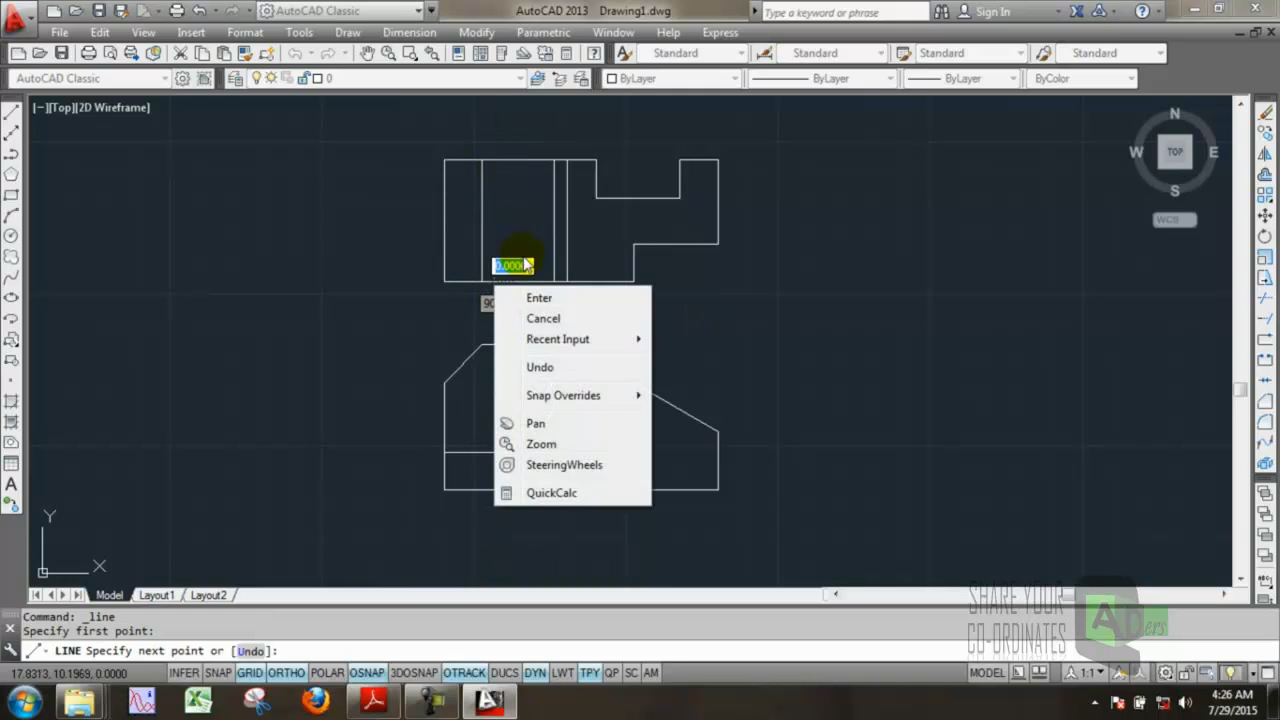 AutoCAD Classic
AutoCAD 2013 Drawing1.dwg
Type a keyword or phrase
Sign In
File Edit View Insert Format Tools Draw Dimension Modify Parametric Window Help Express
Standard Standard Standard Standard
AutoCAD Classic 0 ByLayer ByLayer ByLayer ByColor
[−][Top][2D Wireframe]
N
W TOP E
S
WCS
0.0000
90
Enter
Cancel
Recent Input
Undo
Snap Overrides
Pan
Zoom
SteeringWheels
QuickCalc
Y
X
Model Layout1 Layout2
Command: _line
Specify first point:
LINE Specify next point or [Undo]:
SHARE YOUR
CO-ORDINATES
ADers
17.8313, 10.1969, 0.0000 INFER SNAP GRID ORTHO POLAR OSNAP 3DOSNAP OTRACK DUCS DYN LWT TPY QP SC AM MODEL 1:1
4:26 AM
7/29/2015